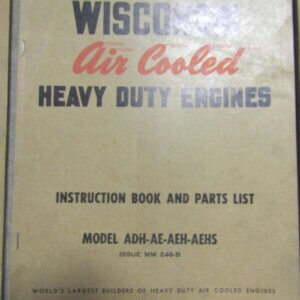 WISCONSIN
Air Cooled
HEAVY DUTY ENGINES
INSTRUCTION BOOK AND PARTS LIST
MODEL ADH-AE-AEH-AEHS
ISSUE MM 246-B
WORLD'S LARGEST BUILDERS OF HEAVY DUTY AIR COOLED ENGINES